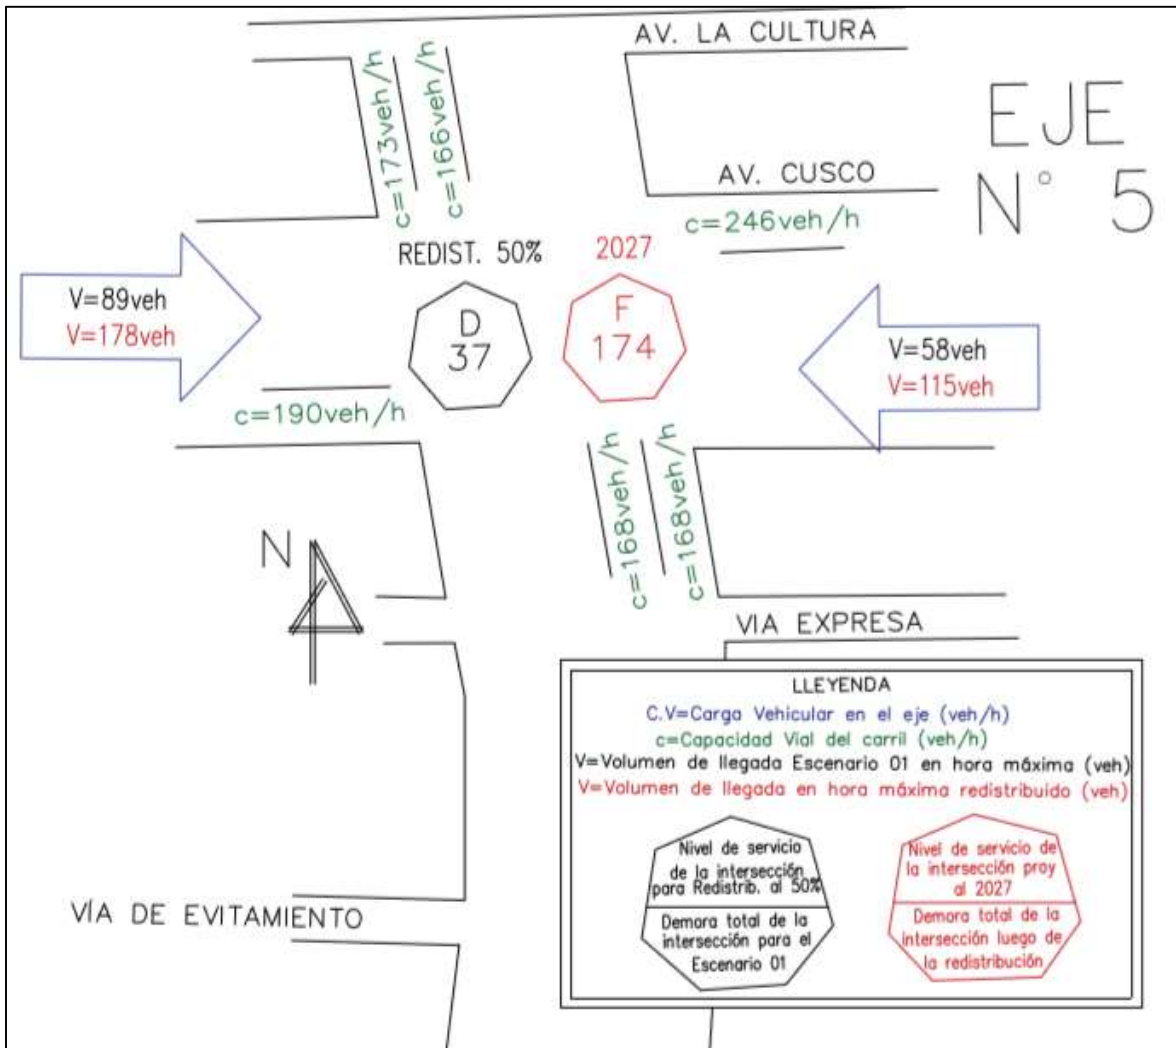 AV. LA CULTURA
EJE
N° 5
c=173veh/h
c=166veh/h
AV. CUSCO
c=246veh/h
REDIST. 50%
2027
D
37
F
174
V=89veh
V=178veh
V=58veh
V=115veh
c=190veh/h
c=168veh/h
c=168veh/h
N
VIA EXPRESA
LLEYENDA
C.V=Carga Vehicular en el eje (veh/h)
c=Capacidad Vial del carril (veh/h)
V=Volumen de llegada Escenario 01 en hora máxima (veh)
V=Volumen de llegada en hora máxima redistribuido (veh)
Nivel de servicio
de la intersección
para Redistrib. al 50%
Demora total de la
intersección para el
Escenario 01
Nivel de servicio de
la intersección proy
al 2027
Demora total de la
intersección luego de
la redistribución
VÍA DE EVITAMIENTO